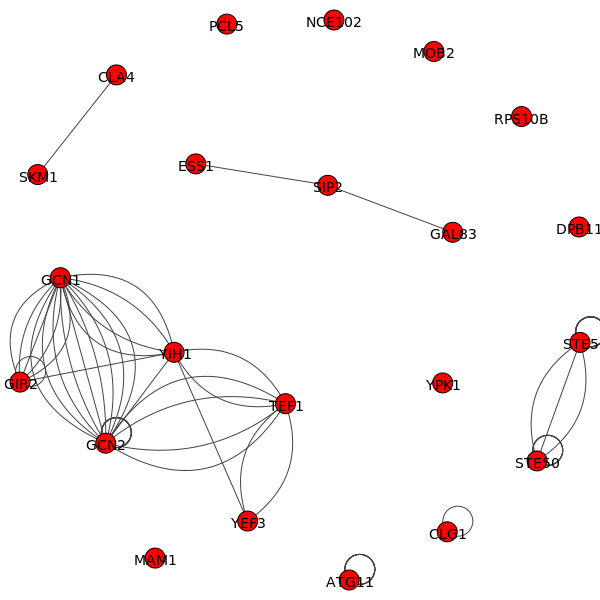 NCE102
PCL5
MOB2
CLA4
RPS10B
ESS1
SKM1
SIP2
DPB11
GAL83
GCN1
STE5
YIH1
GIR2
YPK1
TEF1
GCN2
STE50
YEF3
CLG1
MAM1
ATG11